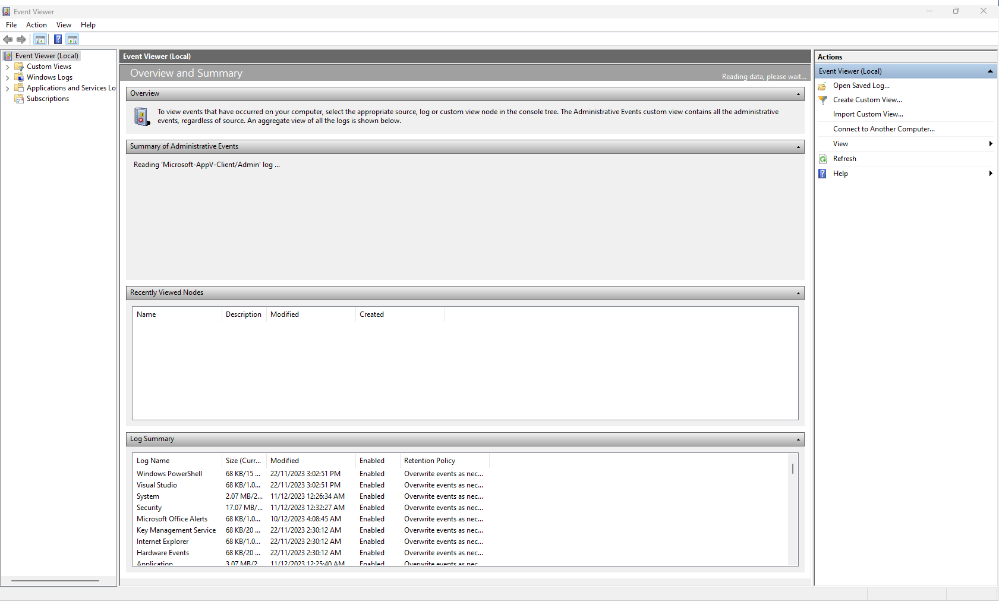 Event Viewer
File Action View Help
Event Viewer (Local)
Custom Views
Windows Logs
Applications and Services Lo
Subscriptions
Event Viewer (Local)
Overview and Summary
Reading data, please wait...
Overview
To view events that have occurred on your computer, select the appropriate source, log or custom view node in the console tree. The Administrative Events custom view contains all the administrative
events, regardless of source. An aggregate view of all the logs is shown below.
Summary of Administrative Events
Reading 'Microsoft-AppV-Client/Admin' log ...
Recently Viewed Nodes
Name Description Modified Created
Log Summary
Log Name Size (Curr... Modified Enabled Retention Policy
Windows PowerShell 68 KB/15 ... 22/11/2023 3:02:51 PM Enabled Overwrite events as nec...
Visual Studio 68 KB/1.0... 22/11/2023 3:02:51 PM Enabled Overwrite events as nec...
System 2.07 MB/2... 11/12/2023 12:26:34 AM Enabled Overwrite events as nec...
Security 17.07 MB/... 11/12/2023 12:32:27 AM Enabled Overwrite events as nec...
Microsoft Office Alerts 68 KB/1.0... 10/12/2023 4:08:45 AM Enabled Overwrite events as nec...
Key Management Service 68 KB/20 ... 22/11/2023 2:30:12 AM Enabled Overwrite events as nec...
Internet Explorer 68 KB/1.0... 22/11/2023 2:30:12 AM Enabled Overwrite events as nec...
Hardware Events 68 KB/20 ... 22/11/2023 2:30:12 AM Enabled Overwrite events as nec...
Application 3.07 MB/2... 11/12/2023 12:25:40 AM Enabled Overwrite events as nec...
Actions
Event Viewer (Local)
Open Saved Log...
Create Custom View...
Import Custom View...
Connect to Another Computer...
View
Refresh
Help